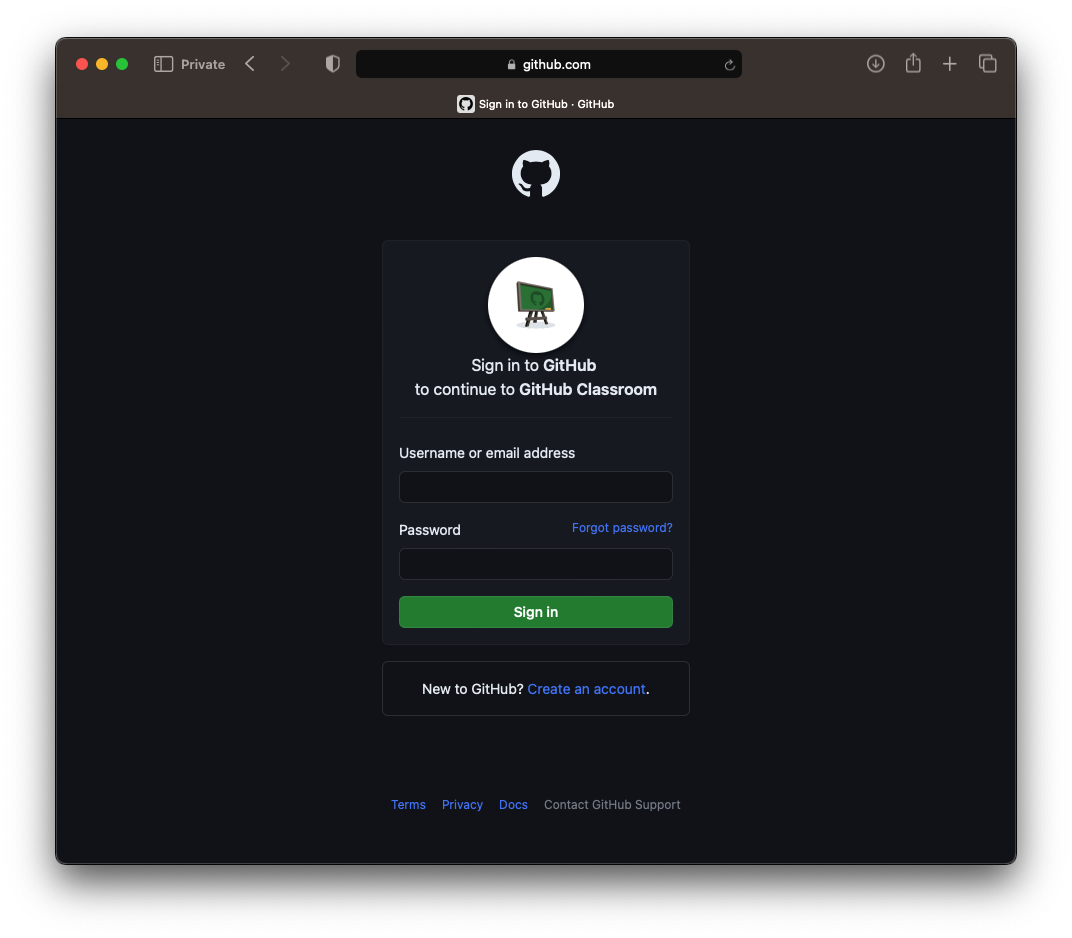 Private
github.com
Sign in to GitHub · GitHub
Sign in to GitHub
to continue to GitHub Classroom
Username or email address
Password
Forgot password?
Sign in
New to GitHub? Create an account.
Terms Privacy Docs Contact GitHub Support